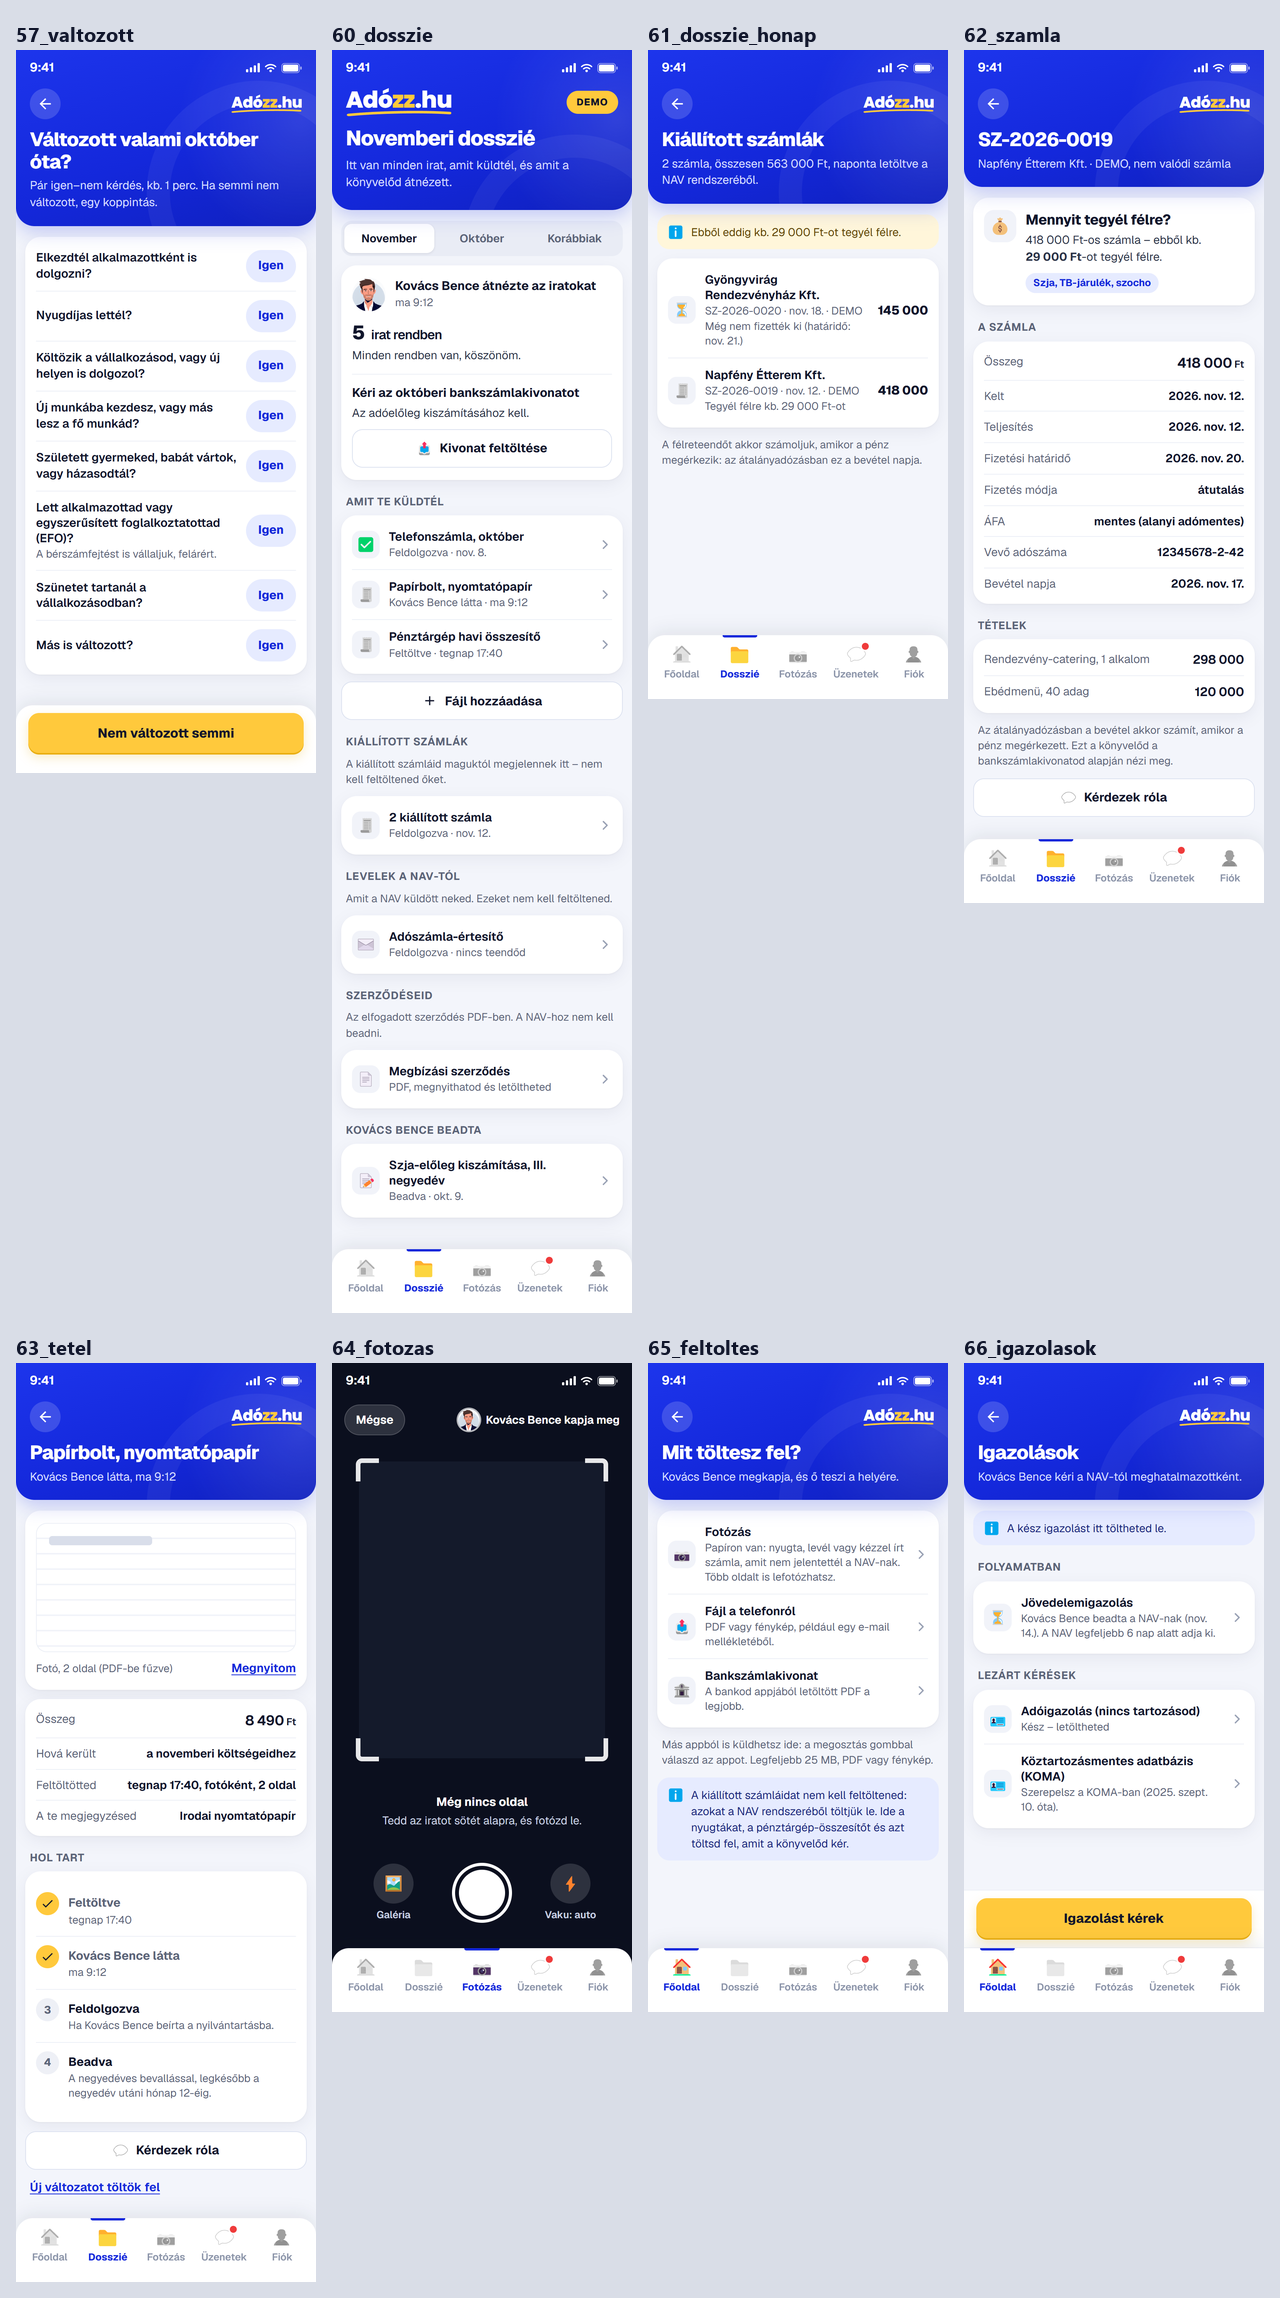 57_valtozott
9:41
Adózz.hu
Változott valami október
óta?
Pár igen–nem kérdés, kb. 1 perc. Ha semmi nem
változott, egy koppintás.
Elkezdtél alkalmazottként is
dolgozni?
Igen
Nyugdíjas lettél?
Igen
Költözik a vállalkozásod, vagy új
helyen is dolgozol?
Igen
Új munkába kezdesz, vagy más
lesz a fő munkád?
Igen
Született gyermeked, babát vártok,
vagy házasodtál?
Igen
Lett alkalmazottad vagy
egyszerűsített foglalkoztatottad
(EFO)?
A bérszámfejtést is vállaljuk, felárért.
Igen
Szünetet tartanál a
vállalkozásodban?
Igen
Más is változott?
Igen
Nem változott semmi
60_dosszie
9:41
Adózz.hu
DEMO
Novemberi dosszié
Itt van minden irat, amit küldtél, és amit a
könyvelőd átnézett.
November
Október
Korábbiak
Kovács Bence átnézte az iratokat
ma 9:12
5 irat rendben
Minden rendben van, köszönöm.
Kéri az októberi bankszámlakivonatot
Az adóelőleg kiszámításához kell.
Kivonat feltöltése
AMIT TE KÜLDTÉL
Telefonszámla, október
Feldolgozva · nov. 8.
Papírbolt, nyomtatópapír
Kovács Bence látta · ma 9:12
Pénztárgép havi összesítő
Feltöltve · tegnap 17:40
+ Fájl hozzáadása
KIÁLLÍTOTT SZÁMLÁK
A kiállított számláid maguktól megjelennek itt – nem
kell feltöltened őket.
2 kiállított számla
Feldolgozva · nov. 12.
LEVELEK A NAV-TÓL
Amit a NAV küldött neked. Ezeket nem kell feltöltened.
Adószámla-értesítő
Feldolgozva · nincs teendőd
SZERZŐDÉSEID
Az elfogadott szerződés PDF-ben. A NAV-hoz nem kell
beadni.
Megbízási szerződés
PDF, megnyithatod és letöltheted
KOVÁCS BENCE BEADTA
Szja-előleg kiszámítása, III.
negyedév
Beadva · okt. 9.
Főoldal
Dosszié
Fotózás
Üzenetek
Fiók
61_dosszie_honap
9:41
Adózz.hu
Kiállított számlák
2 számla, összesen 563 000 Ft, naponta letöltve a
NAV rendszeréből.
Ebből eddig kb. 29 000 Ft-ot tegyél félre.
Gyöngyvirág
Rendezvényház Kft.
SZ-2026-0020 · nov. 18. · DEMO
Még nem fizették ki (határidő:
nov. 21.)
145 000
Napfény Étterem Kft.
SZ-2026-0019 · nov. 12. · DEMO
Tegyél félre kb. 29 000 Ft-ot
418 000
A félreteendőt akkor számoljuk, amikor a pénz
megérkezik: az átalányadózásban ez a bevétel napja.
Főoldal
Dosszié
Fotózás
Üzenetek
Fiók
62_szamla
9:41
Adózz.hu
SZ-2026-0019
Napfény Étterem Kft. · DEMO, nem valódi számla
Mennyit tegyél félre?
418 000 Ft-os számla – ebből kb.
29 000 Ft-ot tegyél félre.
Szja, TB-járulék, szocho
A SZÁMLA
Összeg
418 000 Ft
Kelt
2026. nov. 12.
Teljesítés
2026. nov. 12.
Fizetési határidő
2026. nov. 20.
Fizetés módja
átutalás
ÁFA
mentes (alanyi adómentes)
Vevő adószáma
12345678-2-42
Bevétel napja
2026. nov. 17.
TÉTELEK
Rendezvény-catering, 1 alkalom
298 000
Ebédmenü, 40 adag
120 000
Az átalányadózásban a bevétel akkor számít, amikor a
pénz megérkezett. Ezt a könyvelőd a
bankszámlakivonatod alapján nézi meg.
Kérdezek róla
Főoldal
Dosszié
Fotózás
Üzenetek
Fiók
63_tetel
9:41
Adózz.hu
Papírbolt, nyomtatópapír
Kovács Bence látta, ma 9:12
Fotó, 2 oldal (PDF-be fűzve)
Megnyitom
Összeg
8 490 Ft
Hová került
a novemberi költségeidhez
Feltöltötted
tegnap 17:40, fotóként, 2 oldal
A te megjegyzésed
Irodai nyomtatópapír
HOL TART
Feltöltve
tegnap 17:40
Kovács Bence látta
ma 9:12
3
Feldolgozva
Ha Kovács Bence beírta a nyilvántartásba.
4
Beadva
A negyedéves bevallással, legkésőbb a
negyedév utáni hónap 12-éig.
Kérdezek róla
Új változatot töltök fel
Főoldal
Dosszié
Fotózás
Üzenetek
Fiók
64_fotozas
9:41
Mégse
Kovács Bence kapja meg
Még nincs oldal
Tedd az iratot sötét alapra, és fotózd le.
Galéria
Vaku: auto
Főoldal
Dosszié
Fotózás
Üzenetek
Fiók
65_feltoltes
9:41
Adózz.hu
Mit töltesz fel?
Kovács Bence megkapja, és ő teszi a helyére.
Fotózás
Papíron van: nyugta, levél vagy kézzel írt
számla, amit nem jelentettél a NAV-nak.
Több oldalt is lefotózhatsz.
Fájl a telefonról
PDF vagy fénykép, például egy e-mail
mellékletéből.
Bankszámlakivonat
A bankod appjából letöltött PDF a
legjobb.
Más appból is küldhetsz ide: a megosztás gombbal
válaszd az appot. Legfeljebb 25 MB, PDF vagy fénykép.
A kiállított számláidat nem kell feltöltened:
azokat a NAV rendszeréből töltjük le. Ide a
nyugtákat, a pénztárgép-összesítőt és azt
töltsd fel, amit a könyvelőd kér.
Főoldal
Dosszié
Fotózás
Üzenetek
Fiók
66_igazolasok
9:41
Adózz.hu
Igazolások
Kovács Bence kéri a NAV-tól meghatalmazottként.
A kész igazolást itt töltheted le.
FOLYAMATBAN
Jövedelemigazolás
Kovács Bence beadta a NAV-nak (nov.
14.). A NAV legfeljebb 6 nap alatt adja ki.
LEZÁRT KÉRÉSEK
Adóigazolás (nincs tartozásod)
Kész – letöltheted
Köztartozásmentes adatbázis
(KOMA)
Szerepelsz a KOMA-ban (2025. szept.
10. óta).
Igazolást kérek
Főoldal
Dosszié
Fotózás
Üzenetek
Fiók